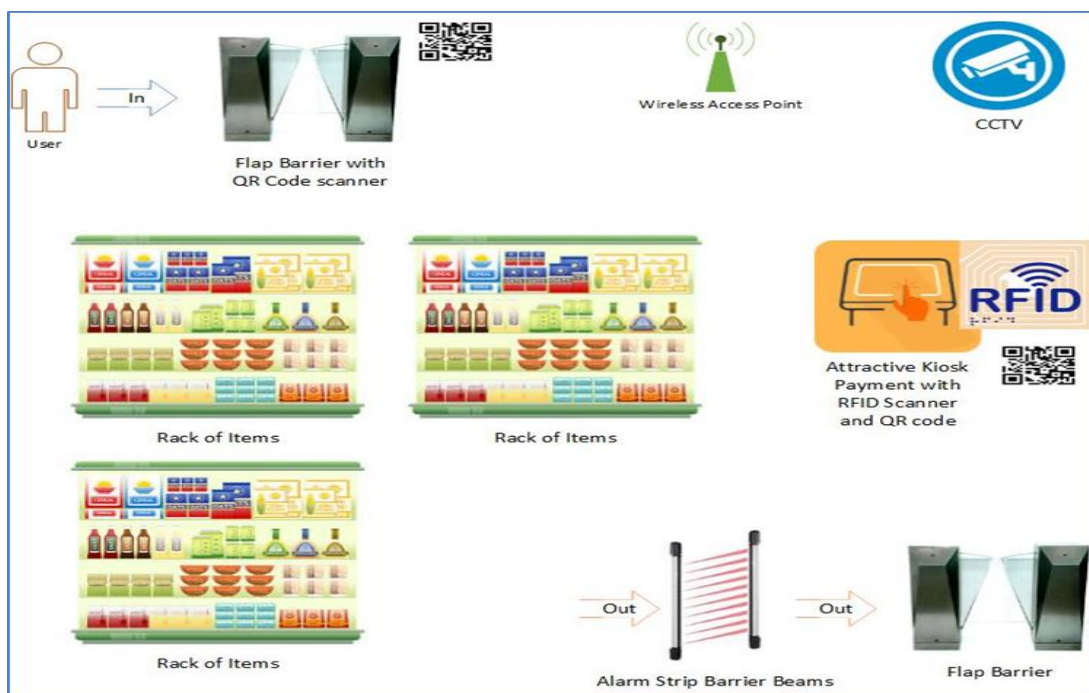 In
User
Flap Barrier with
QR Code scanner
Wireless Access Point
CCTV
RFID
Attractive Kiosk
Payment with
RFID Scanner
and QR code
Rack of Items
Rack of Items
Rack of Items
Out
Out
Alarm Strip Barrier Beams
Flap Barrier